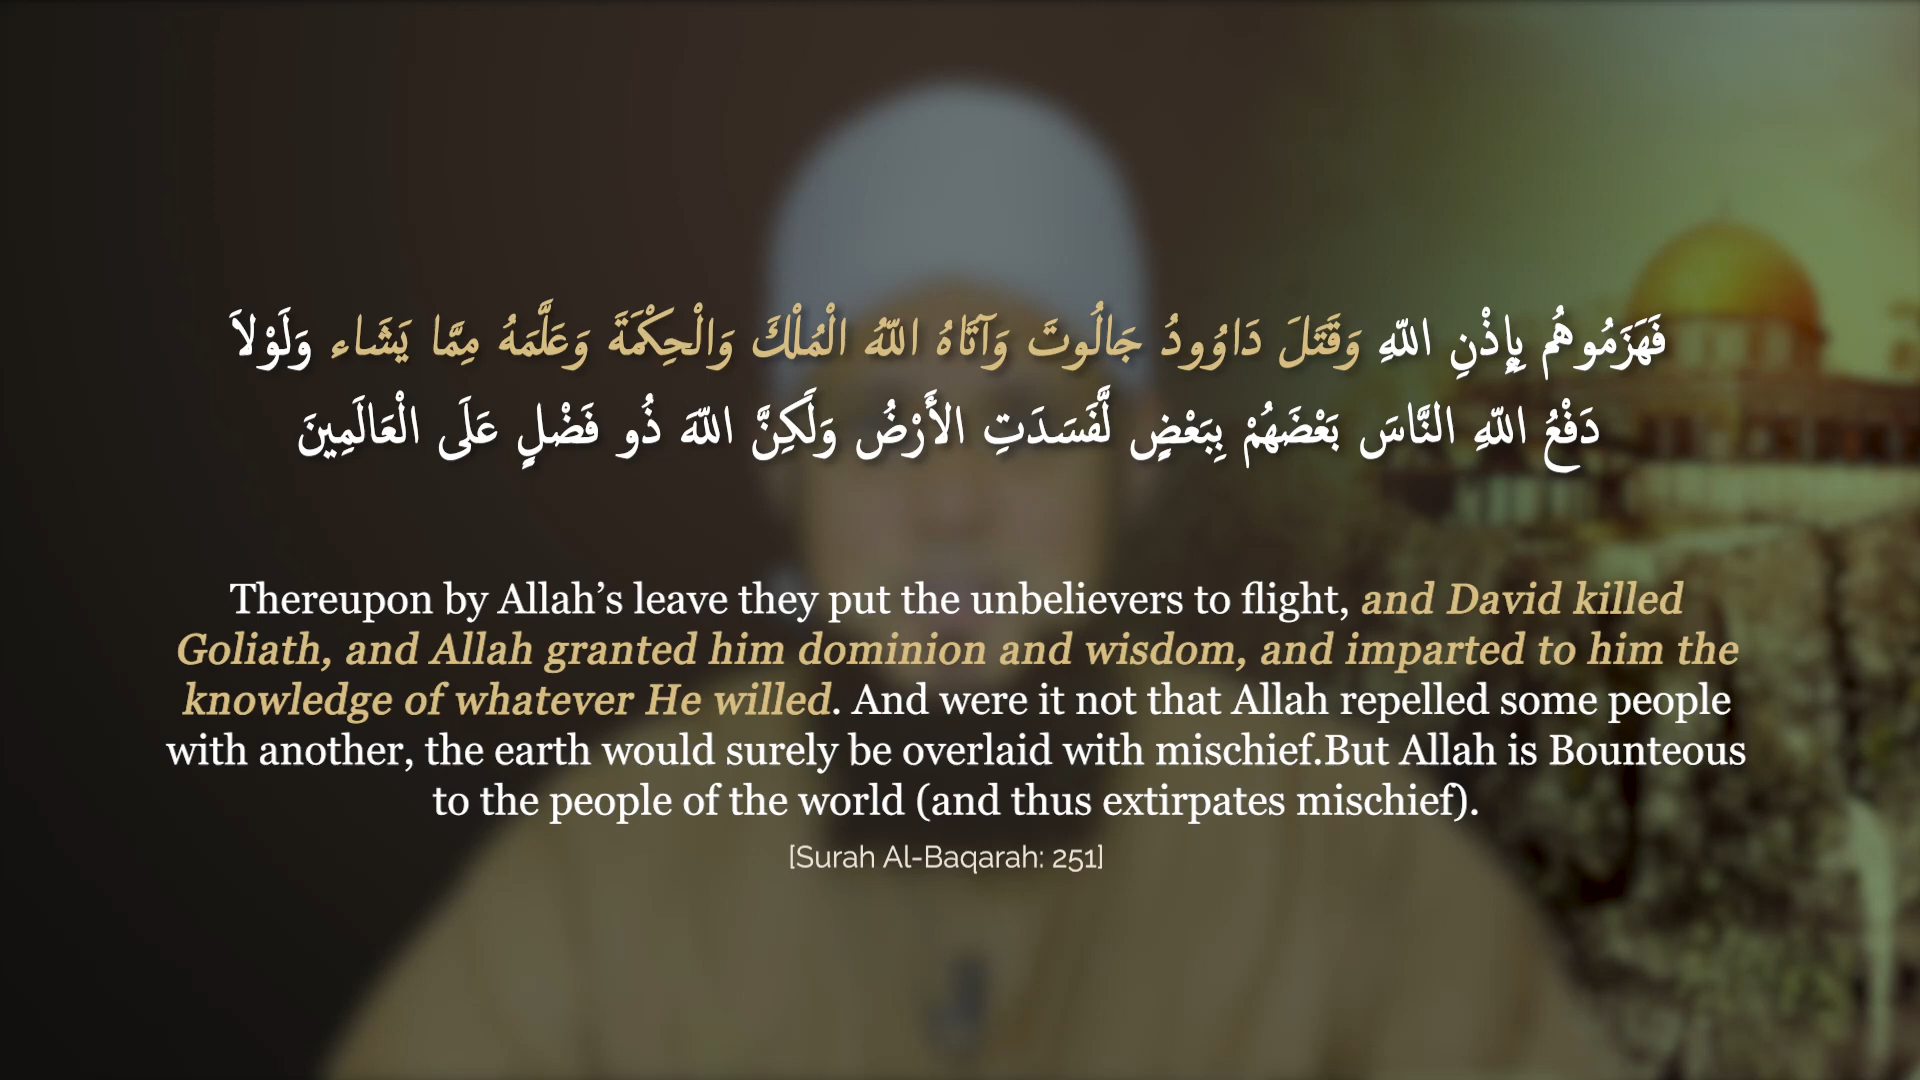 فَهَزَمُوهُم بِإِذْنِ اللّهِ وَقَتَلَ دَاوُودُ جَالُوتَ وَآتَاهُ اللّهُ الْمُلْكَ وَالْحِكْمَةَ وَعَلَّمَهُ مِمَّا يَشَاء وَلَوْلاَ
دَفْعُ اللّهِ النَّاسَ بَعْضَهُمْ بِبَعْضٍ لَّفَسَدَتِ الأَرْضُ وَلَكِنَّ اللّهَ ذُو فَضْلٍ عَلَى الْعَالَمِينَ
Thereupon by Allah’s leave they put the unbelievers to flight, and David killed
Goliath, and Allah granted him dominion and wisdom, and imparted to him the
knowledge of whatever He willed. And were it not that Allah repelled some people
with another, the earth would surely be overlaid with mischief.But Allah is Bounteous
to the people of the world (and thus extirpates mischief).
[Surah Al-Baqarah: 251]